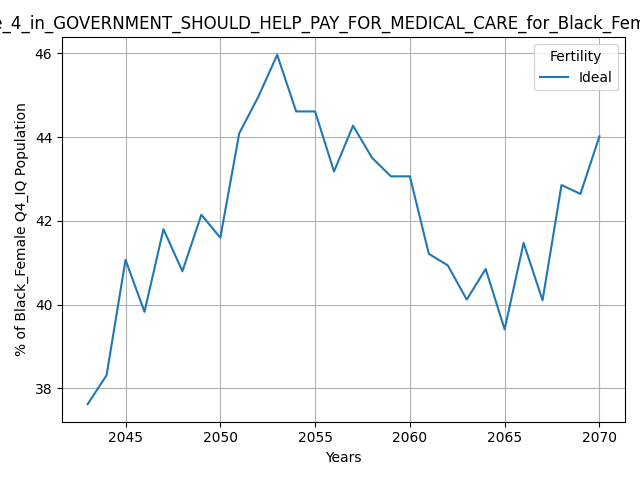 e_4_in_GOVERNMENT_SHOULD_HELP_PAY_FOR_MEDICAL_CARE_for_Black_Fem
Fertility
Ideal
% of Black_Female Q4_IQ Population
46
44
42
40
38
2045 2050 2055 2060 2065 2070
Years